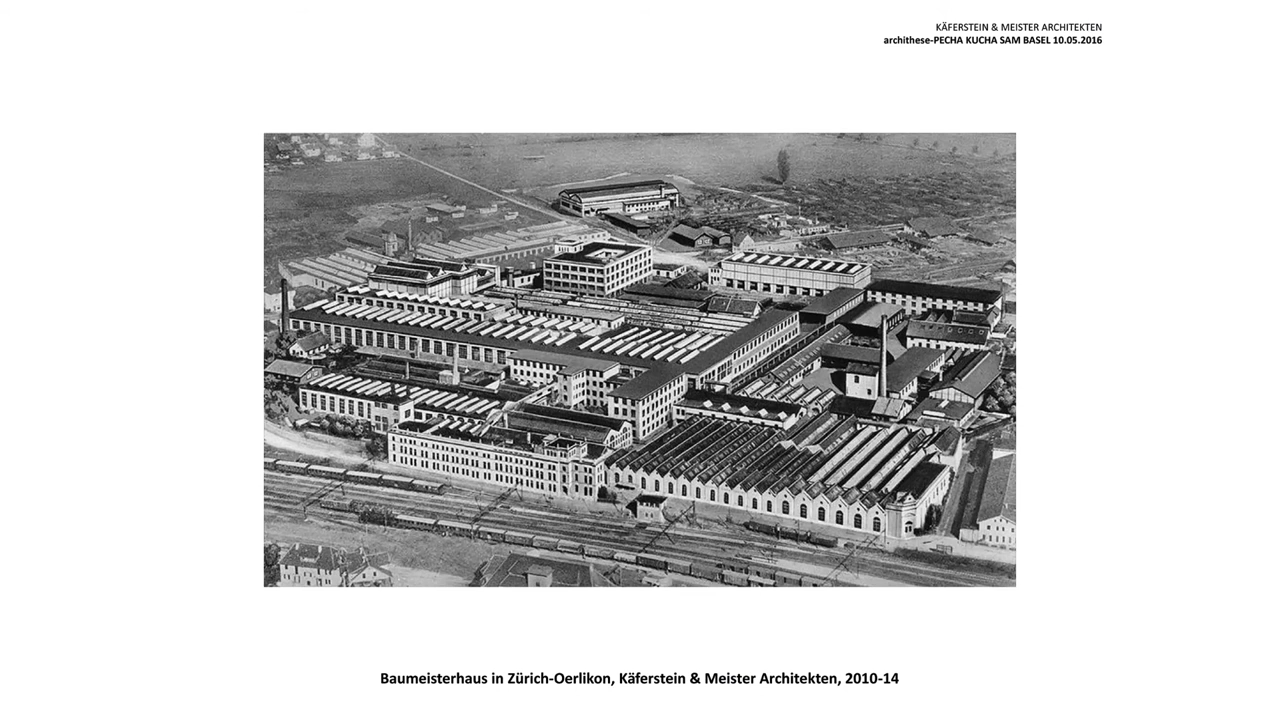 KÄFERSTEIN & MEISTER ARCHITEKTEN
archithese-PECHA KUCHA SAM BASEL 10.05.2016
Baumeisterhaus in Zürich-Oerlikon, Käferstein & Meister Architekten, 2010-14